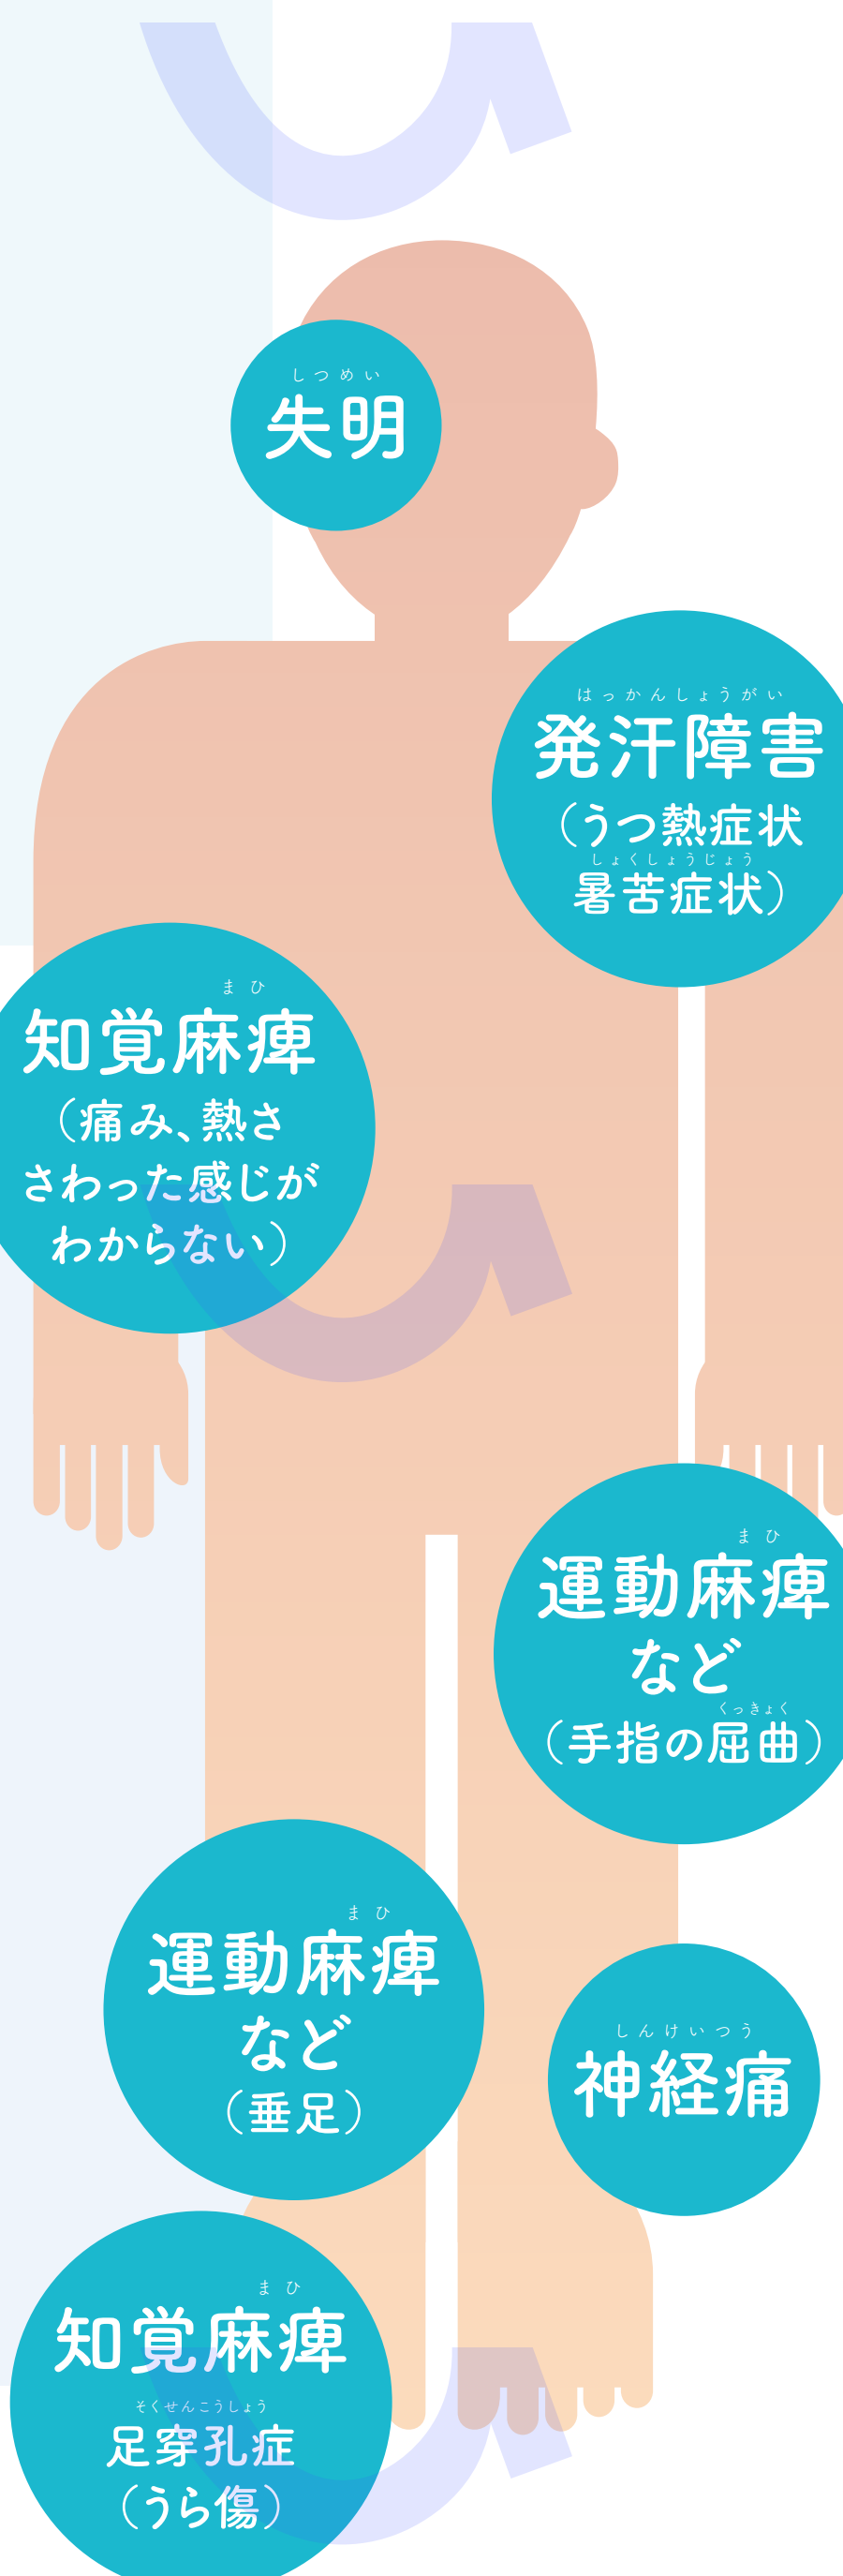 しつめい
失明
はっかんしょうがい
発汗障害
（うつ熱症状
しょくしょうじょう
暑苦症状）
まひ
知覚麻痺
（痛み、熱さ
さわった感じが
わからない）
まひ
運動麻痺
など
くっきょく
（手指の屈曲）
まひ
運動麻痺
など
（垂足）
しんけいつう
神経痛
まひ
知覚麻痺
そくせんこうしょう
足穿孔症
（うら傷）